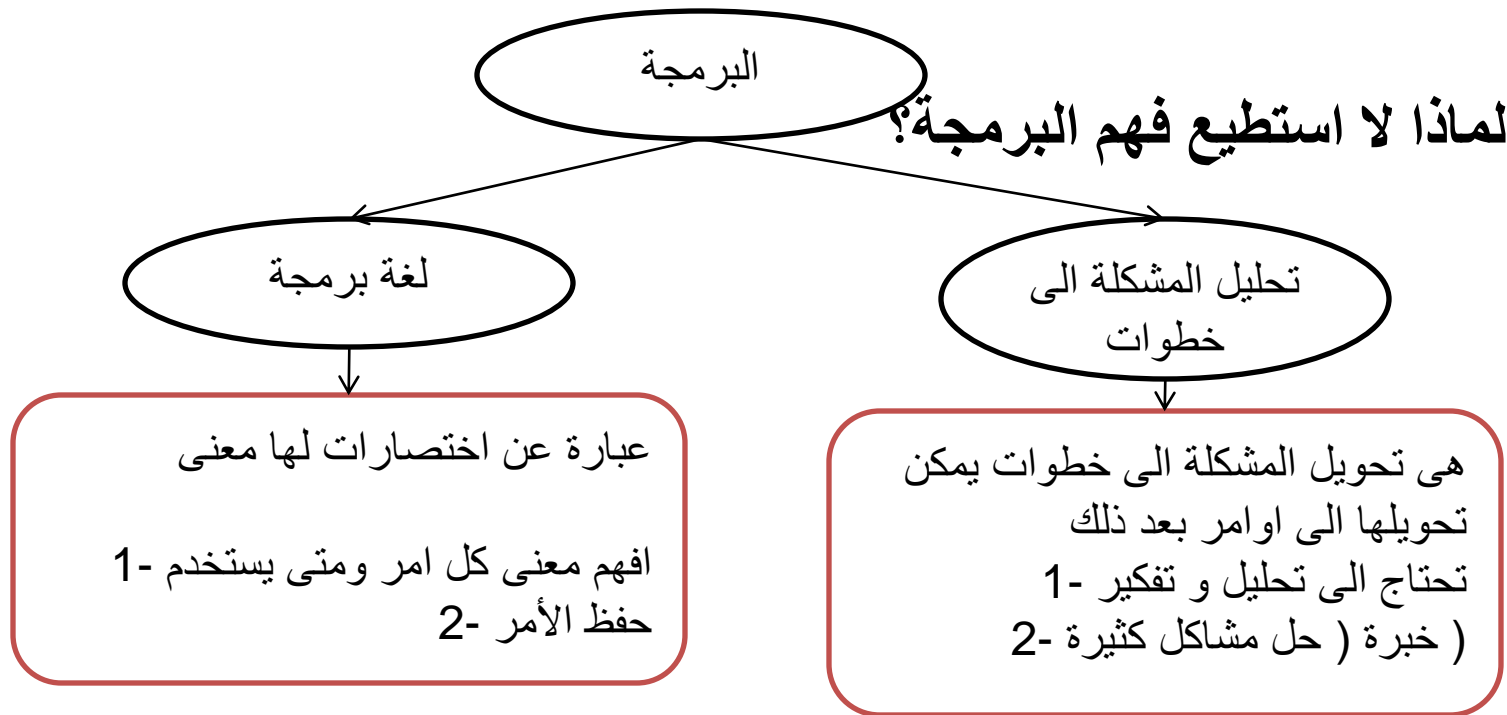 البرمجة
لماذا لا استطيع فهم البرمجة؟
تحليل المشكلة الى
خطوات
هى تحويل المشكلة الى خطوات يمكن
تحويلها الى اوامر بعد ذلك
تحتاج الى تحليل و تفكير -1
( خبرة ( حل مشاكل كثيرة -2
لغة برمجة
عبارة عن اختصارات لها معنى
افهم معنى كل امر ومتى يستخدم -1
حفظ الأمر -2